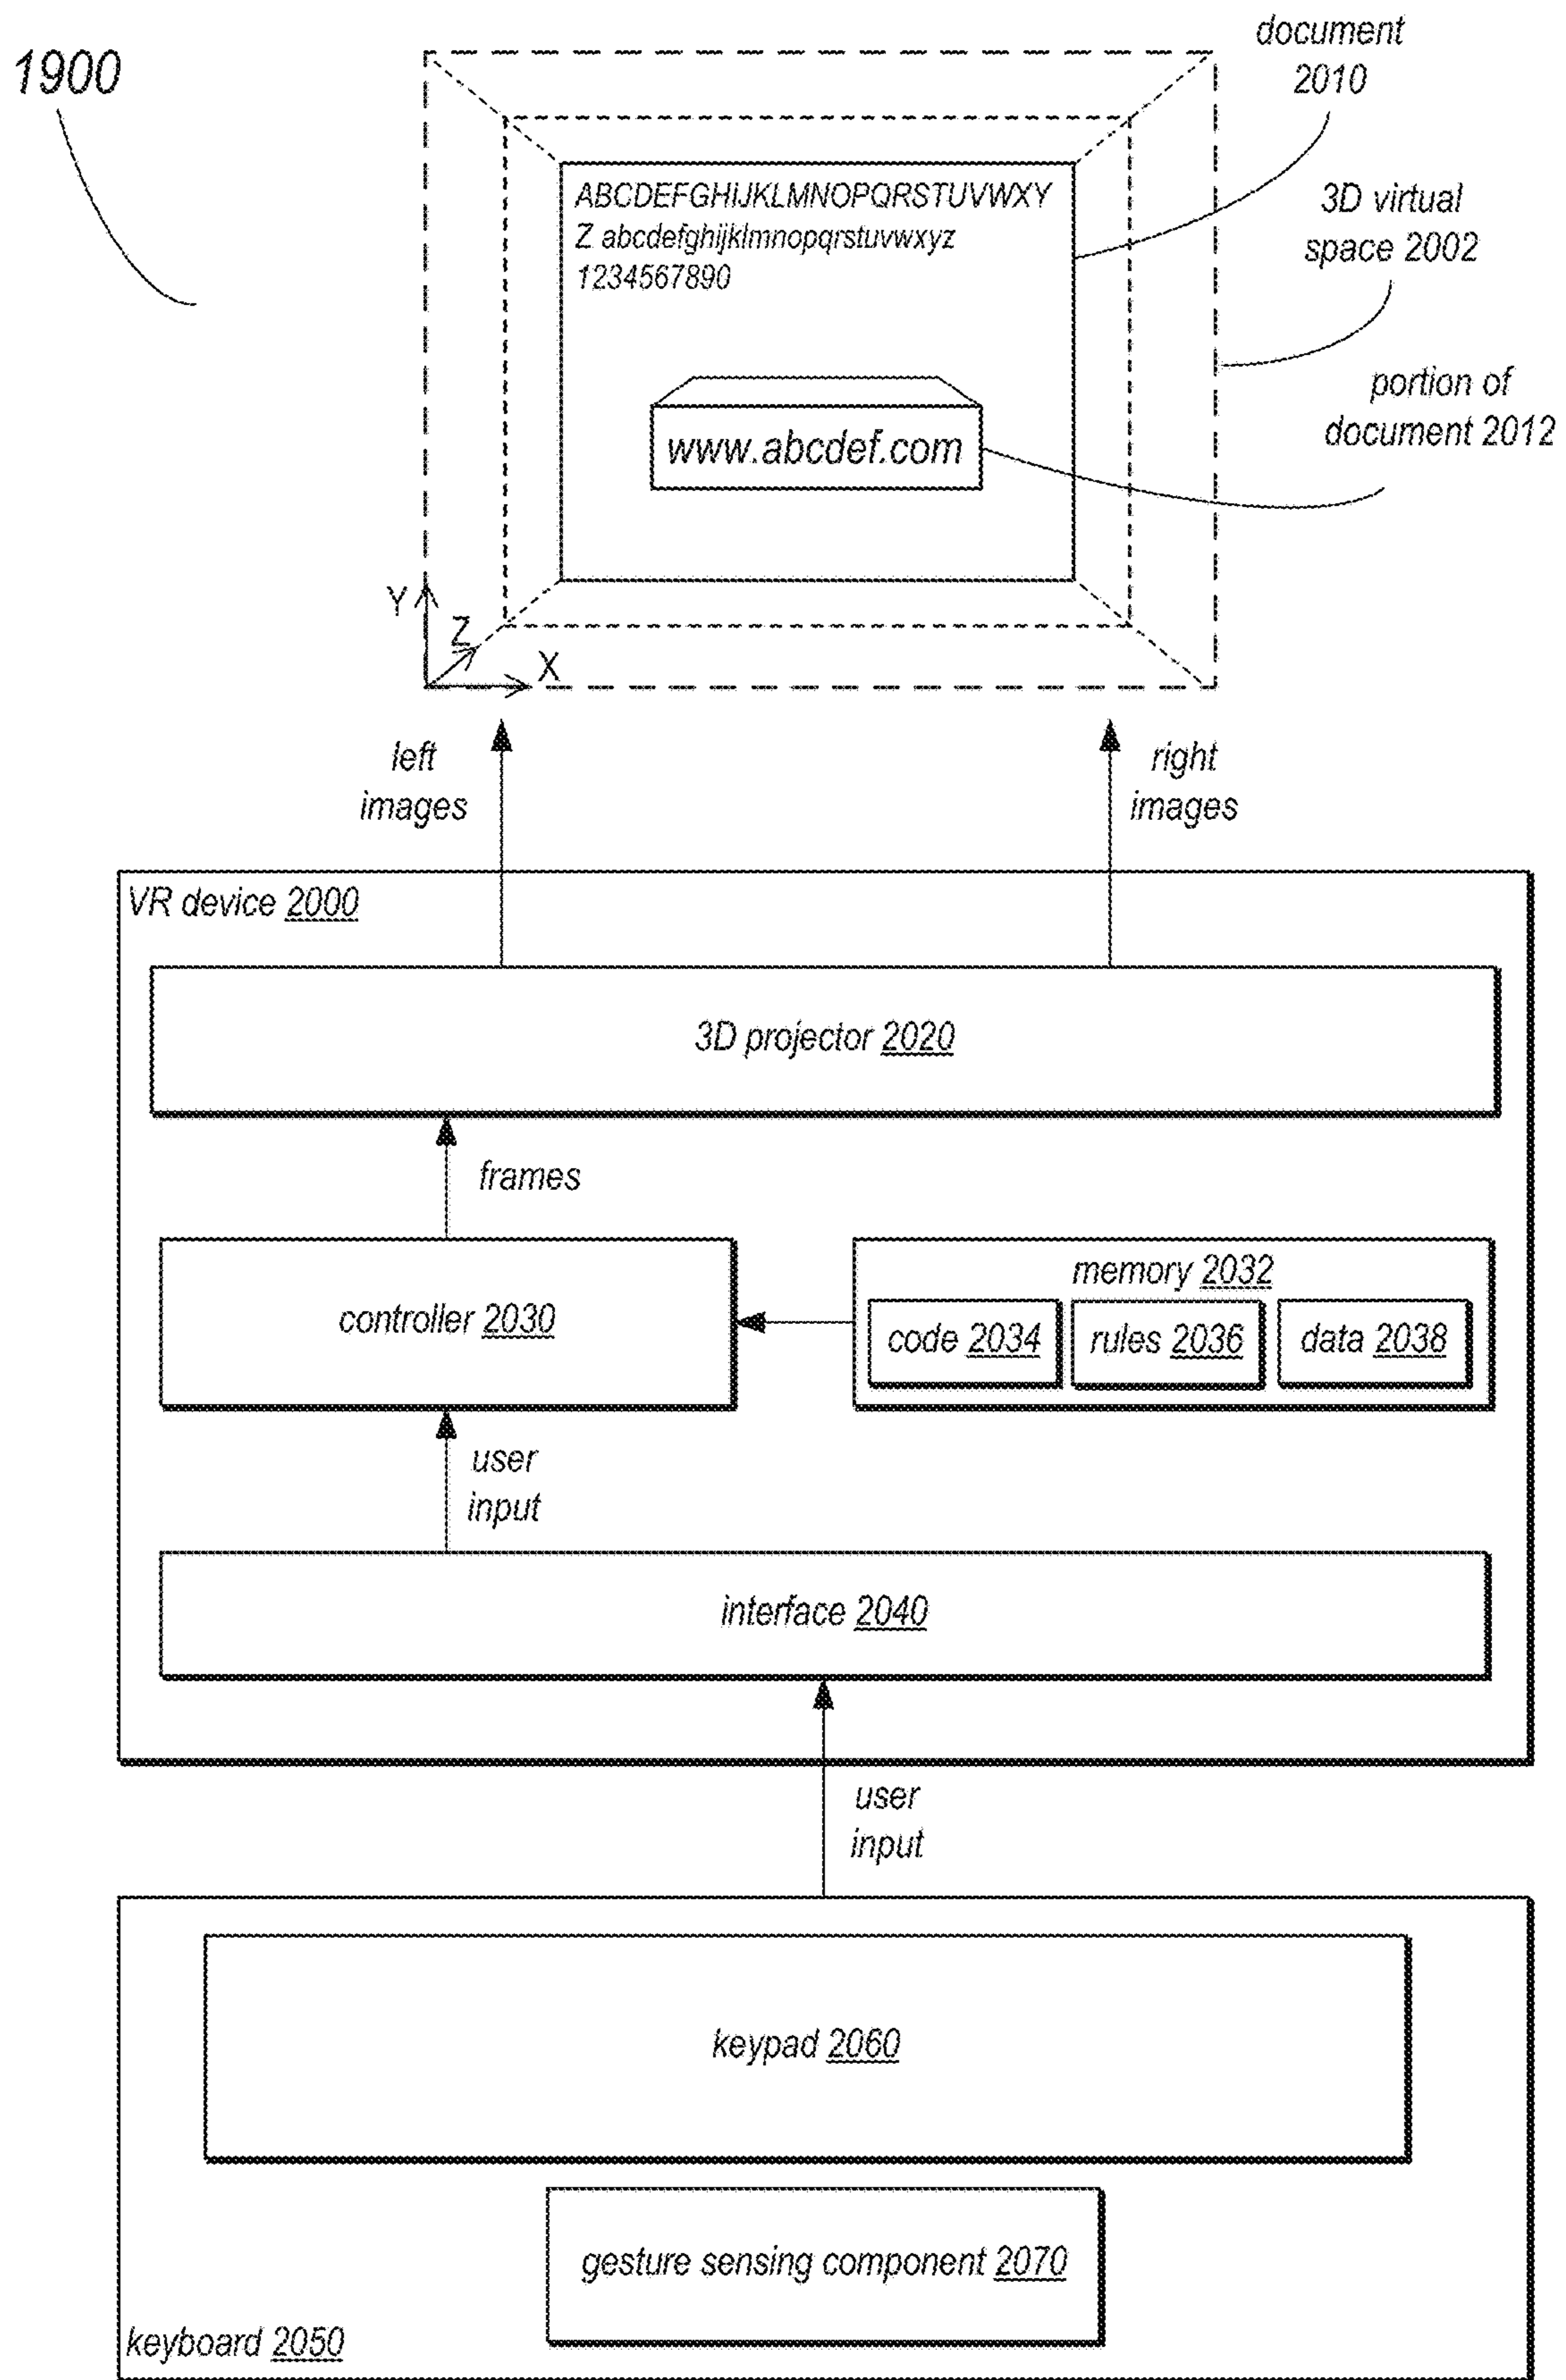 1900
document
2010
ABCDEFGHIJKLMNOPQRSTUVWXY
Z abcdefghijklmnopqrstuvwxyz
1234567890
3D virtual
space 2002
portion of
document 2012
www.abcdef.com
Y
Z
X
left
images
right
images
VR device 2000
3D projector 2020
frames
controller 2030
memory 2032
code 2034
rules 2036
data 2038
user
input
interface 2040
user
input
keypad 2060
gesture sensing component 2070
keyboard 2050